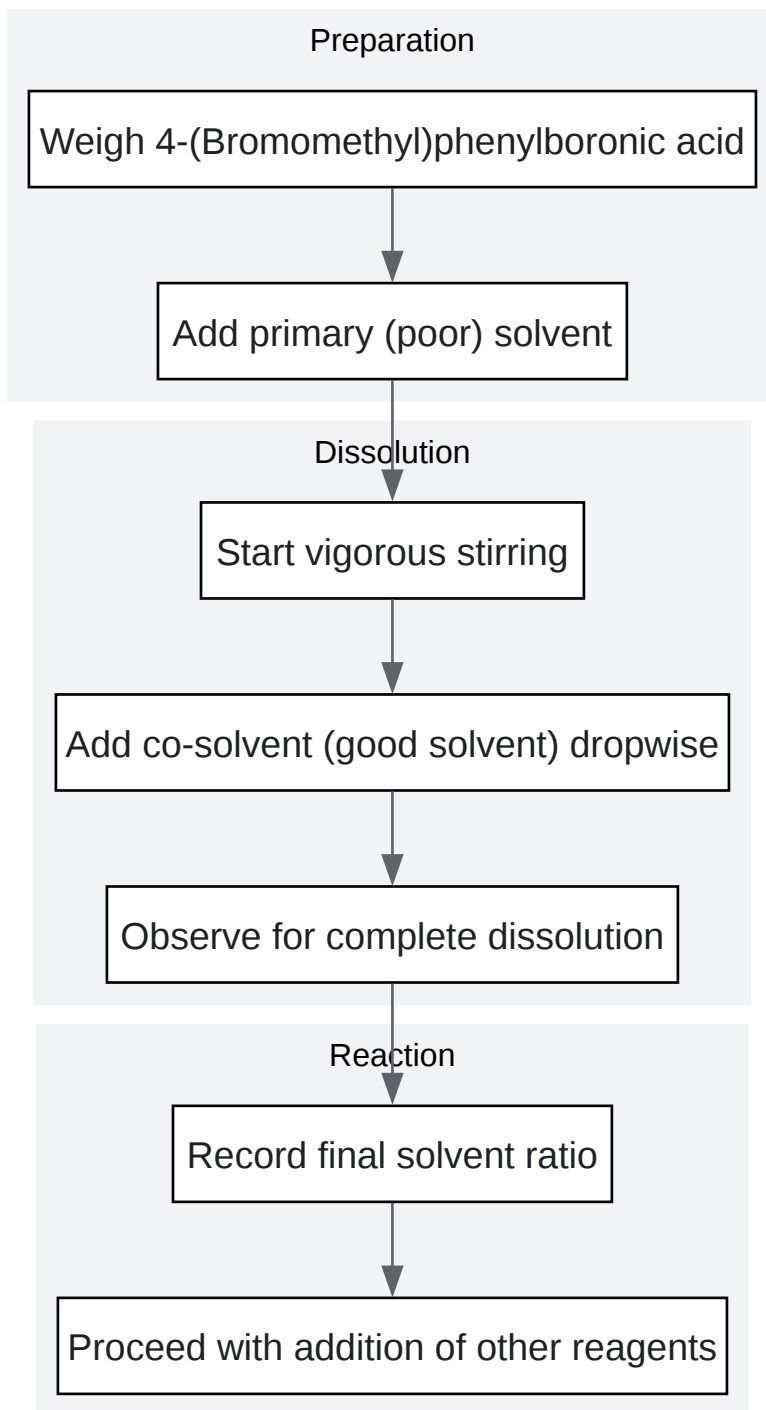 Preparation
Weigh 4-(Bromomethyl)phenylboronic acid
Add primary (poor) solvent
Dissolution
Start vigorous stirring
Add co-solvent (good solvent) dropwise
Observe for complete dissolution
Reaction
Record final solvent ratio
Proceed with addition of other reagents